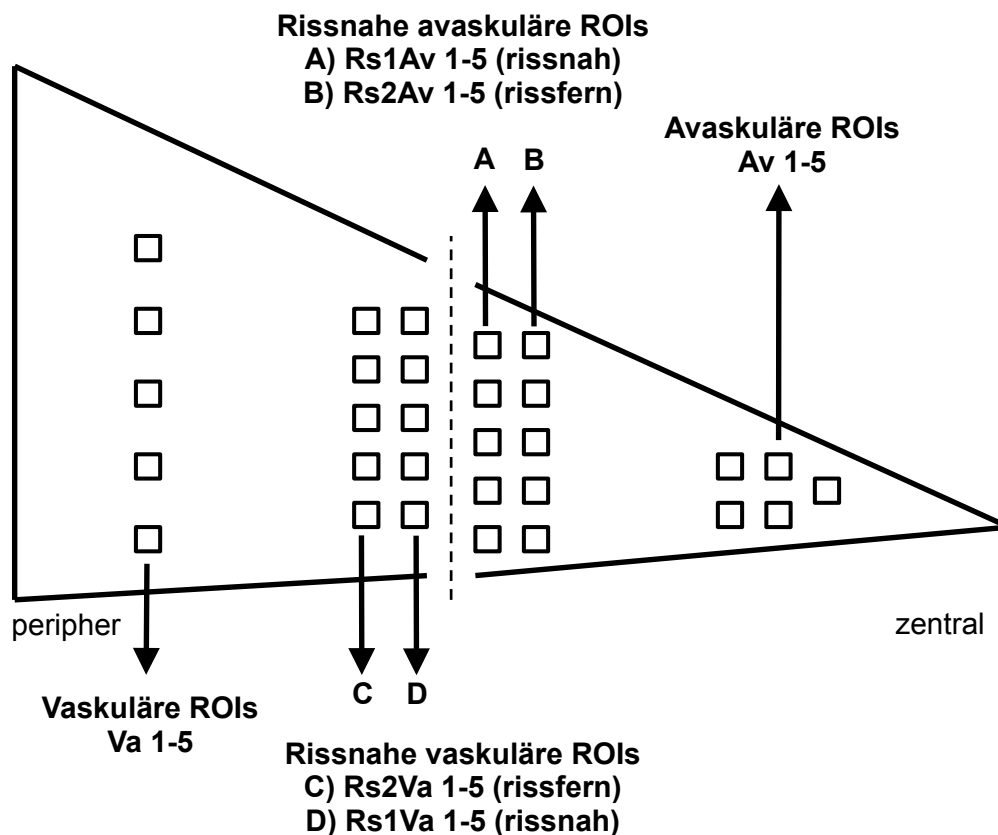 Rissnahe avaskuläre ROIs
A) Rs1Av 1-5 (rissnah)
B) Rs2Av 1-5 (rissfern)
Avaskuläre ROIs
Av 1-5
A
B
peripher
zentral
C
D
Vaskuläre ROIs
Va 1-5
Rissnahe vaskuläre ROIs
C) Rs2Va 1-5 (rissfern)
D) Rs1Va 1-5 (rissnah)